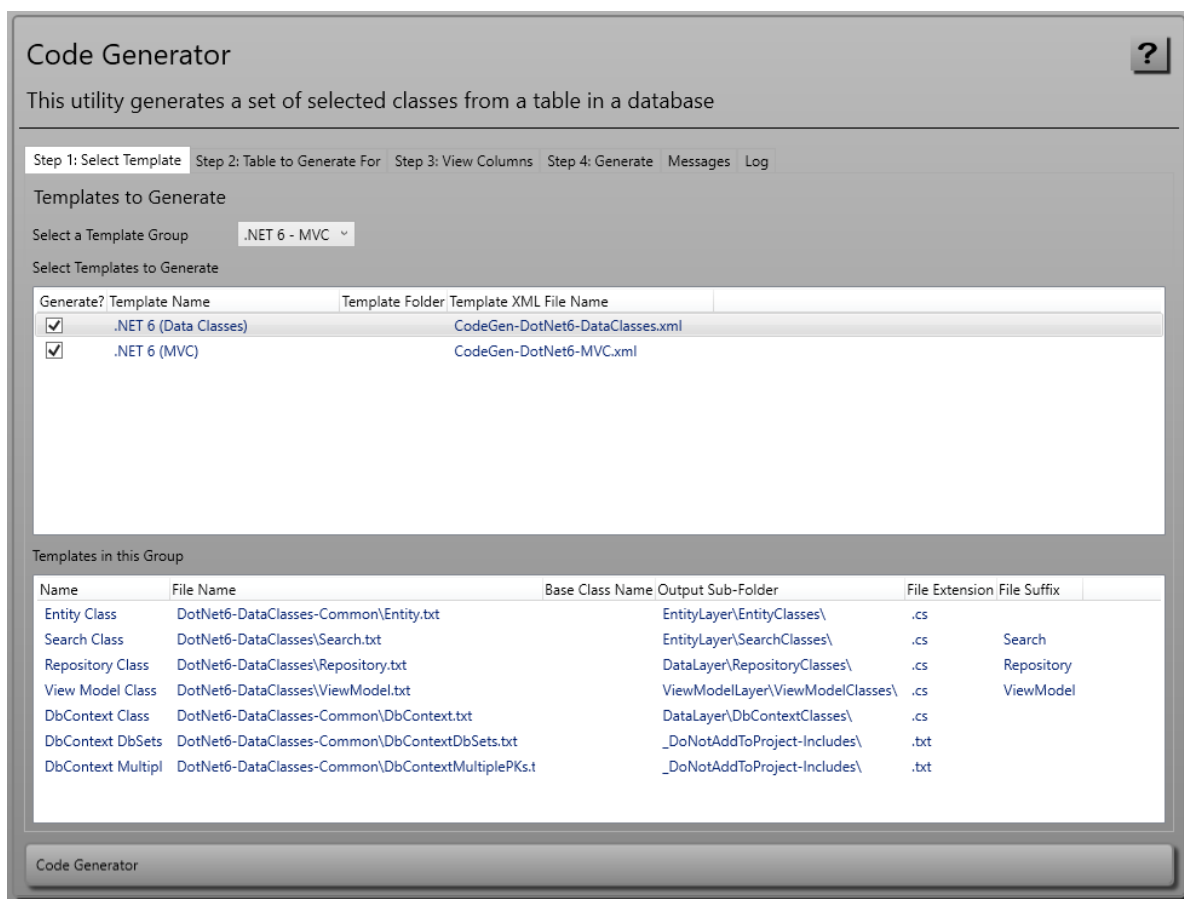 Code Generator
?
This utility generates a set of selected classes from a table in a database
Step 1: Select Template Step 2: Table to Generate For Step 3: View Columns Step 4: Generate Messages Log
Templates to Generate
Select a Template Group .NET 6 - MVC
Select Templates to Generate
Generate? Template Name Template Folder Template XML File Name
.NET 6 (Data Classes) CodeGen-DotNet6-DataClasses.xml
.NET 6 (MVC) CodeGen-DotNet6-MVC.xml
Templates in this Group
Name File Name Base Class Name Output Sub-Folder File Extension File Suffix
Entity Class DotNet6-DataClasses-Common\Entity.txt EntityLayer\EntityClasses\ .cs
Search Class DotNet6-DataClasses\Search.txt EntityLayer\SearchClasses\ .cs Search
Repository Class DotNet6-DataClasses\Repository.txt DataLayer\RepositoryClasses\ .cs Repository
View Model Class DotNet6-DataClasses\ViewModel.txt ViewModelLayer\ViewModelClasses\ .cs ViewModel
DbContext Class DotNet6-DataClasses-Common\DbContext.txt DataLayer\DbContextClasses\ .cs
DbContext DbSets DotNet6-DataClasses-Common\DbContextDbSets.txt _DoNotAddToProject-Includes\ .txt
DbContext Multipl DotNet6-DataClasses-Common\DbContextMultiplePKs.t _DoNotAddToProject-Includes\ .txt
Code Generator